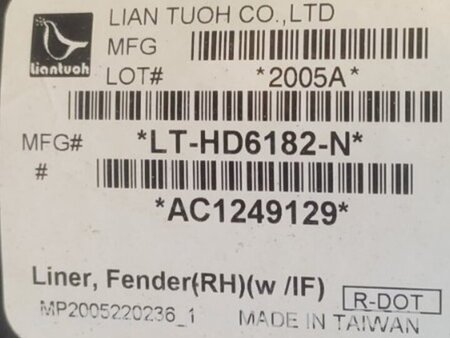 LIAN TUOH CO.,LTD
Liantuoh
MFG
LOT#
*2005A*
MFG# *LT-HD6182-N*
#
*AC1249129*
Liner, Fender(RH)(w /IF)
R-DOT
MP2005220236_1
MADE IN TAIWAN